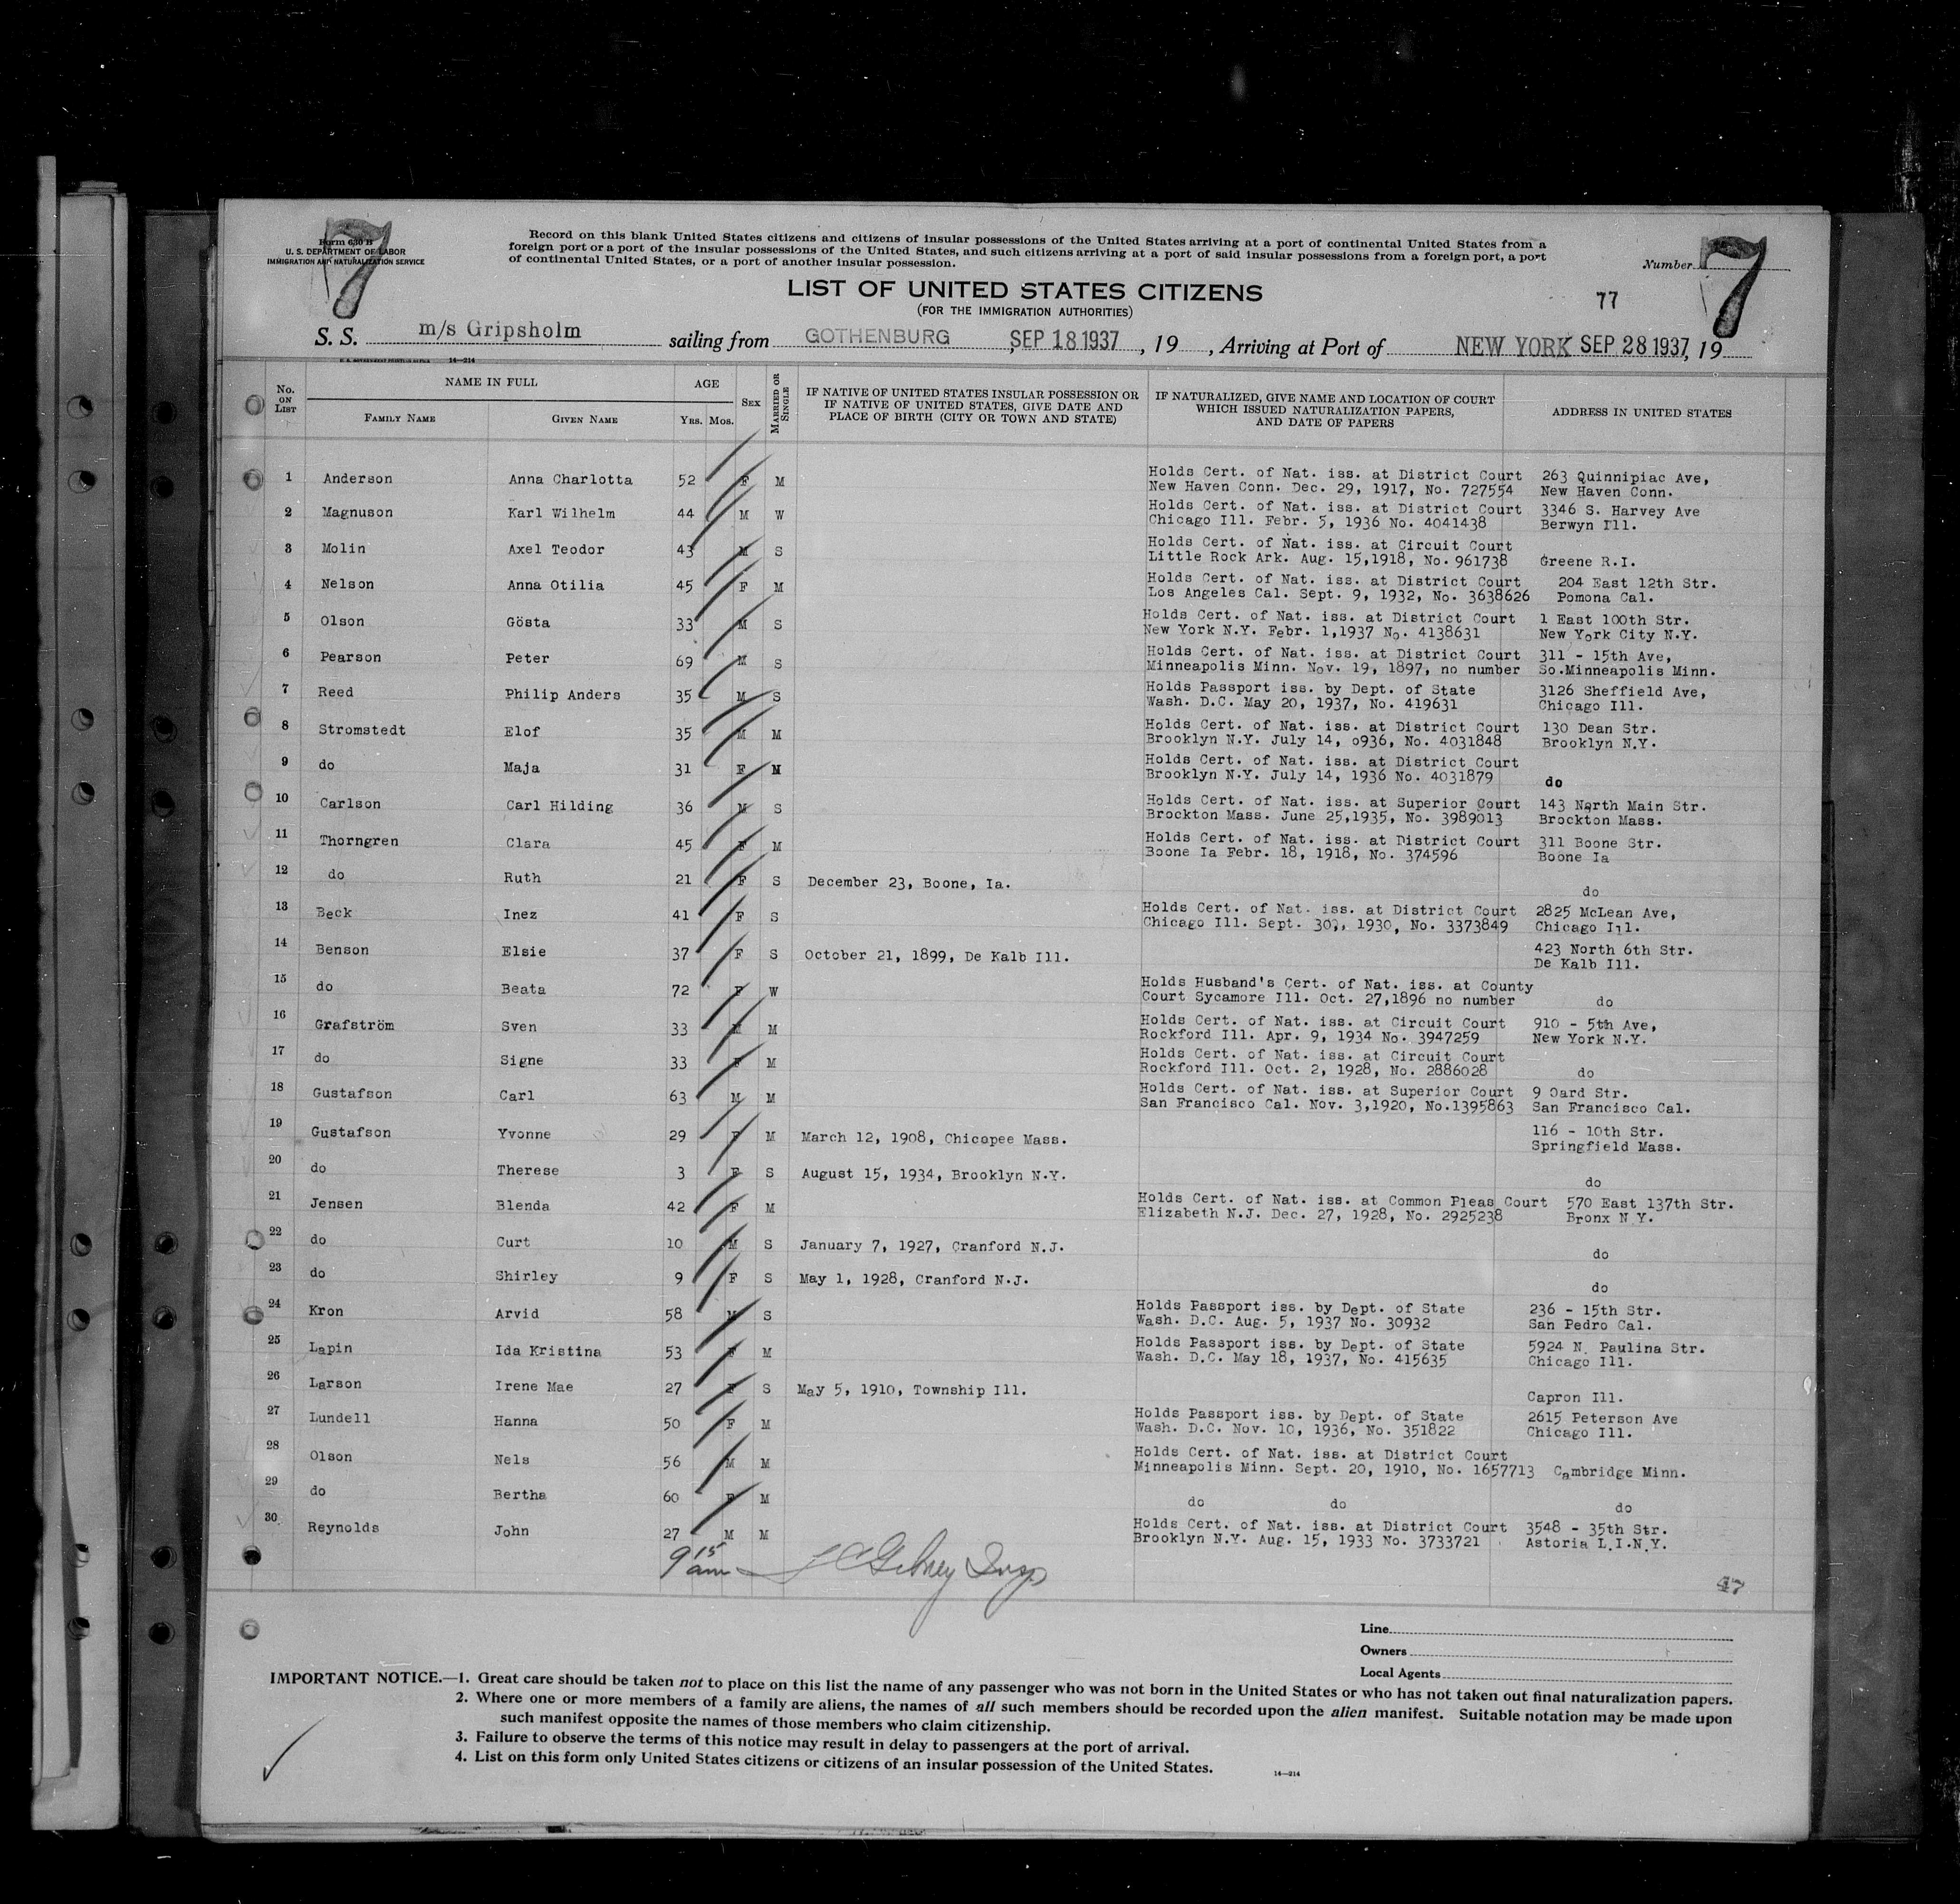 7
Form 630 B
U. S. DEPARTMENT OF LABOR
IMMIGRATION AND NATURALIZATION SERVICE
Record on this blank United States citizens and citizens of insular possessions of the United States arriving at a port of continental United States from a
foreign port or a port of the insular possessions of the United States, and such citizens arriving at a port of said insular possessions from a foreign port, a port
of continental United States, or a port of another insular possession.
Number 7
LIST OF UNITED STATES CITIZENS
(FOR THE IMMIGRATION AUTHORITIES)
77
S. S. m/s Gripsholm sailing from GOTHENBURG, SEP 18 1937, 19 , Arriving at Port of NEW YORK SEP 28 1937, 19
14—214
No. ON LIST
NAME IN FULL
FAMILY NAME GIVEN NAME
AGE
YRS. MOS.
SEX
MARRIED OR SINGLE
IF NATIVE OF UNITED STATES INSULAR POSSESSION OR
IF NATIVE OF UNITED STATES, GIVE DATE AND
PLACE OF BIRTH (CITY OR TOWN AND STATE)
IF NATURALIZED, GIVE NAME AND LOCATION OF COURT
WHICH ISSUED NATURALIZATION PAPERS,
AND DATE OF PAPERS
ADDRESS IN UNITED STATES
1 Anderson Anna Charlotta 52 F M Holds Cert. of Nat. iss. at District Court 263 Quinnipiac Ave,
New Haven Conn. Dec. 29, 1917, No. 727554 New Haven Conn.
2 Magnuson Karl Wilhelm 44 M W Holds Cert. of Nat. iss. at District Court 3346 S. Harvey Ave
Chicago Ill. Febr. 5, 1936 No. 4041438 Berwyn Ill.
3 Molin Axel Teodor 43 M S Holds Cert. of Nat. iss. at Circuit Court
Little Rock Ark. Aug. 15,1918, No. 961738 Greene R.I.
4 Nelson Anna Otilia 45 F M Holds Cert. of Nat. iss. at District Court 204 East 12th Str.
Los Angeles Cal. Sept. 9, 1932, No. 3638626 Pomona Cal.
5 Olson Gösta 33 M S Holds Cert. of Nat. iss. at District Court 1 East 100th Str.
New York N.Y. Febr. 1,1937 No. 4138631 New York City N.Y.
6 Pearson Peter 69 M S Holds Cert. of Nat. iss. at District Court 311 - 15th Ave,
Minneapolis Minn. Nov. 19, 1897, no number So.Minneapolis Minn.
7 Reed Philip Anders 35 M S Holds Passport iss. by Dept. of State 3126 Sheffield Ave,
Wash. D.C. May 20, 1937, No. 419631 Chicago Ill.
8 Stromstedt Elof 35 M M Holds Cert. of Nat. iss. at District Court 130 Dean Str.
Brooklyn N.Y. July 14, o936, No. 4031848 Brooklyn N.Y.
9 do Maja 31 F M Holds Cert. of Nat. iss. at District Court
Brooklyn N.Y. July 14, 1936 No. 4031879 do
10 Carlson Carl Hilding 36 M S Holds Cert. of Nat. iss. at Superior Court 143 North Main Str.
Brockton Mass. June 25,1935, No. 3989013 Brockton Mass.
11 Thorngren Clara 45 F M Holds Cert. of Nat. iss. at District Court 311 Boone Str.
Boone Ia Febr. 18, 1918, No. 374596 Boone Ia
12 do Ruth 21 F S December 23, Boone, Ia. do
13 Beck Inez 41 F S Holds Cert. of Nat. iss. at District Court 2825 McLean Ave,
Chicago Ill. Sept. 30, 1930, No. 3373849 Chicago Ill.
14 Benson Elsie 37 F S October 21, 1899, De Kalb Ill. 423 North 6th Str.
De Kalb Ill.
15 do Beata 72 F W Holds Husband's Cert. of Nat. iss. at County
Court Sycamore Ill. Oct. 27,1896 no number do
16 Grafström Sven 33 M M Holds Cert. of Nat. iss. at Circuit Court 910 - 5th Ave,
Rockford Ill. Apr. 9, 1934 No. 3947259 New York N.Y.
17 do Signe 33 F M Holds Cert. of Nat. iss. at Circuit Court
Rockford Ill. Oct. 2, 1928, No. 2886028 do
18 Gustafson Carl 63 M M Holds Cert. of Nat. iss. at Superior Court 9 Oard Str.
San Francisco Cal. Nov. 3,1920, No.1395863 San Francisco Cal.
19 Gustafson Yvonne 29 F M March 12, 1908, Chicopee Mass. 116 - 10th Str.
Springfield Mass.
20 do Therese 3 F S August 15, 1934, Brooklyn N.Y. do
21 Jensen Blenda 42 F M Holds Cert. of Nat. iss. at Common Pleas Court 570 East 137th Str.
Elizabeth N.J. Dec. 27, 1928, No. 2925238 Bronx N.Y.
22 do Curt 10 M S January 7, 1927, Cranford N.J. do
23 do Shirley 9 F S May 1, 1928, Cranford N.J. do
24 Kron Arvid 58 M S Holds Passport iss. by Dept. of State 236 - 15th Str.
Wash. D.C. Aug. 5, 1937 No. 30932 San Pedro Cal.
25 Lapin Ida Kristina 53 F M Holds Passport iss. by Dept. of State 5924 N. Paulina Str.
Wash. D.C. May 18, 1937, No. 415635 Chicago Ill.
26 Larson Irene Mae 27 F S May 5, 1910, Township Ill. Capron Ill.
27 Lundell Hanna 50 F M Holds Passport iss. by Dept. of State 2615 Peterson Ave
Wash. D.C. Nov. 10, 1936, No. 351822 Chicago Ill.
28 Olson Nels 56 M M Holds Cert. of Nat. iss. at District Court
Minneapolis Minn. Sept. 20, 1910, No. 1657713 Cambridge Minn.
29 do Bertha 60 F M do do do
30 Reynolds John 27 M M Holds Cert. of Nat. iss. at District Court 3548 - 35th Str.
Brooklyn N.Y. Aug. 15, 1933 No. 3733721 Astoria L.I.N.Y.
9 15 am Insp
47
Line
Owners
Local Agents
IMPORTANT NOTICE.—1. Great care should be taken not to place on this list the name of any passenger who was not born in the United States or who has not taken out final naturalization papers.
2. Where one or more members of a family are aliens, the names of all such members should be recorded upon the alien manifest. Suitable notation may be made upon
such manifest opposite the names of those members who claim citizenship.
3. Failure to observe the terms of this notice may result in delay to passengers at the port of arrival.
4. List on this form only United States citizens or citizens of an insular possession of the United States.
14—214